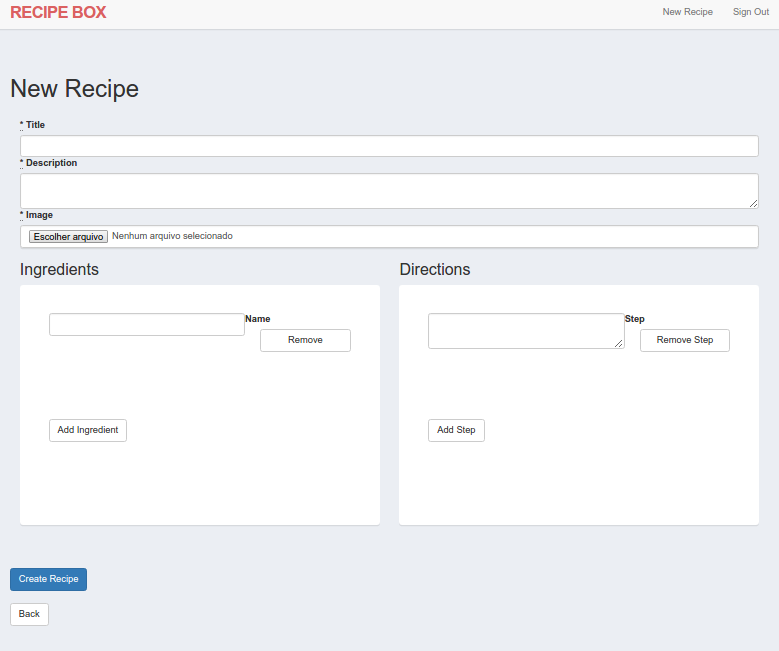 RECIPE BOX
New Recipe Sign Out
New Recipe
* Title
* Description
* Image
Escolher arquivo Nenhum arquivo selecionado
Ingredients
Name
Remove
Add Ingredient
Directions
Step
Remove Step
Add Step
Create Recipe
Back